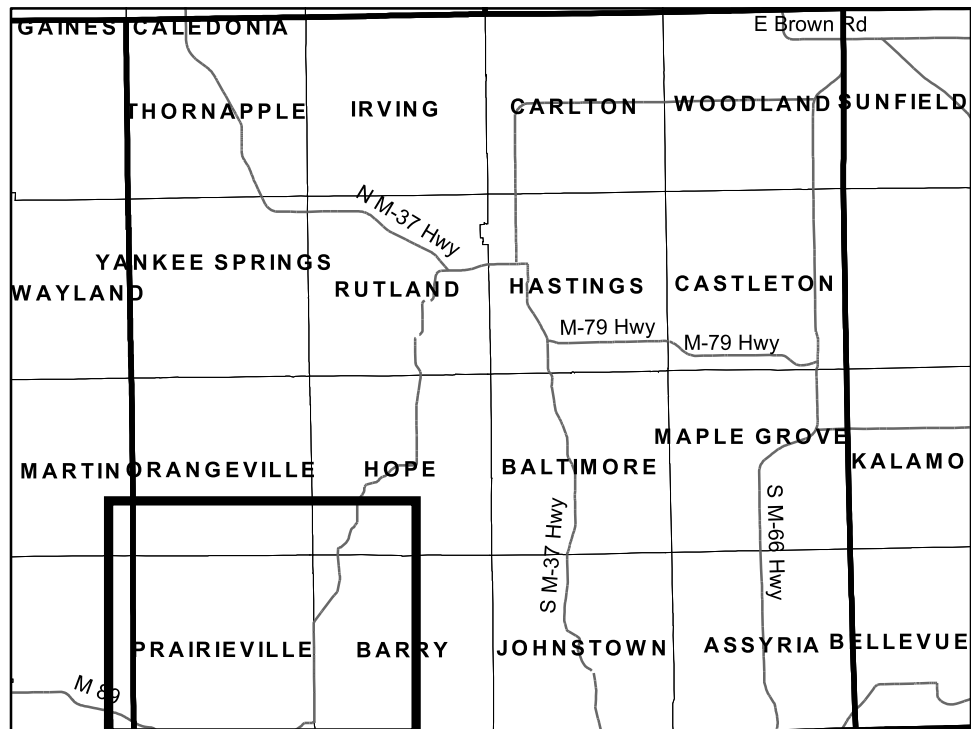 E Brown Rd
GAINES
CALEDONIA
THORNAPPLE
IRVING
CARLTON
WOODLAND
SUNFIELD
N M-37 Hwy
YANKEE SPRINGS
WAYLAND
RUTLAND
HASTINGS
CASTLETON
M-79 Hwy
M-79 Hwy
MAPLE GROVE
MARTIN
ORANGEVILLE
HOPE
BALTIMORE
KALAMO
S M-37 Hwy
S M-66 Hwy
PRAIRIEVILLE
BARRY
JOHNSTOWN
ASSYRIA
BELLEVUE
M 89